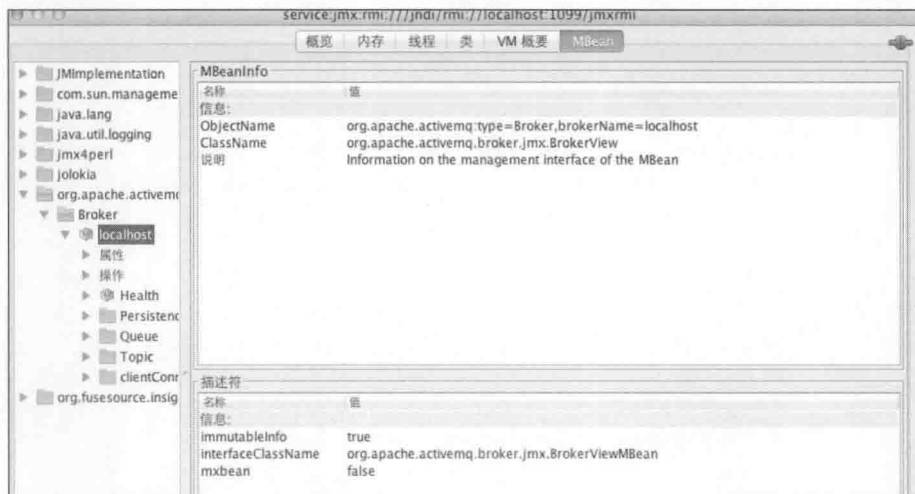 service:jmx:rmi:///jndi/rmi://localhost:1099/jmxrmi
概览 内存 线程 类 VM 概要 MBean
JMImplementation
com.sun.manageme
java.lang
java.util.logging
jmx4perl
jolokia
org.apache.activemq
Broker
localhost
属性
操作
Health
Persistenc
Queue
Topic
clientConr
org.fusesource.insig
MBeanInfo
名称 值
信息:
ObjectName org.apache.activemq:type=Broker,brokerName=localhost
ClassName org.apache.activemq.broker.jmx.BrokerView
说明 Information on the management interface of the MBean
描述符
名称 值
信息:
immutableInfo true
interfaceClassName org.apache.activemq.broker.jmx.BrokerViewMBean
mxbean false